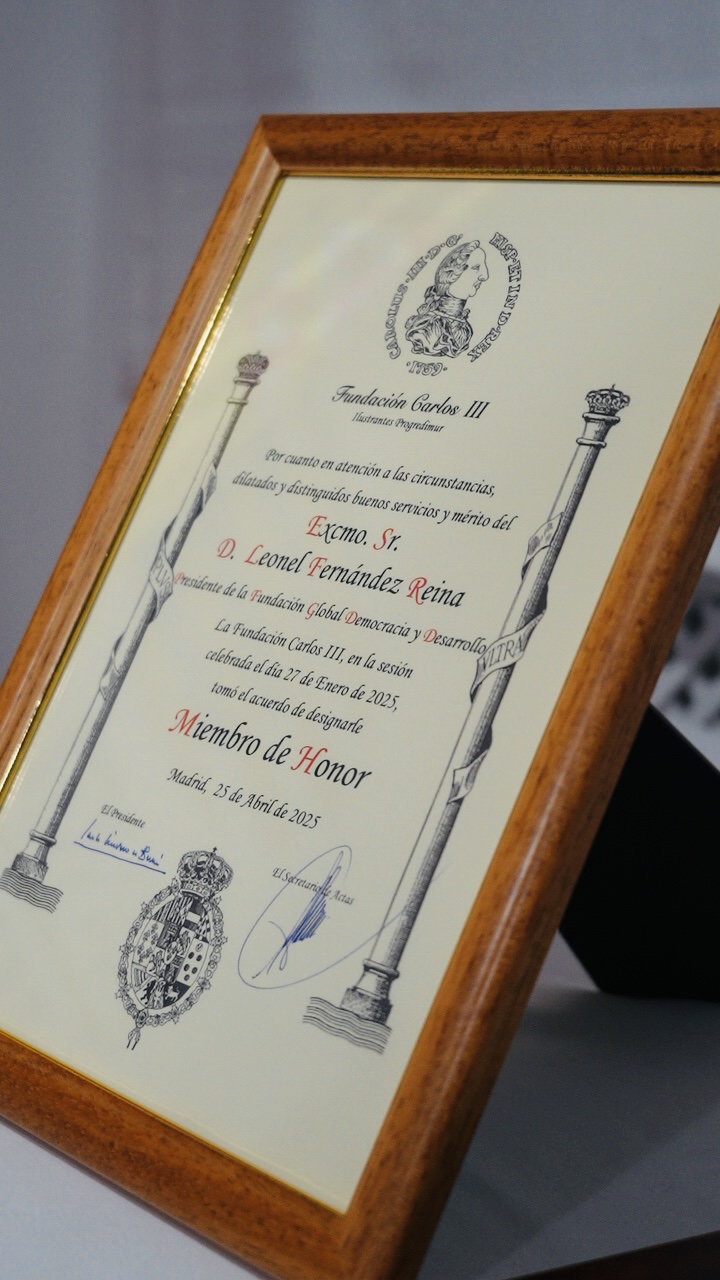 CAROLUS·III·D·G· HISP·ET IND·REX
·1759·
Fundación Carlos III
Ilustrantes Progredimur
Por cuanto en atención a las circunstancias,
dilatados y distinguidos buenos servicios y mérito del
Excmo. Sr.
D. Leonel Fernández Reina
Presidente de la Fundación Global Democracia y Desarrollo
La Fundación Carlos III, en la sesión
celebrada el día 27 de Enero de 2025,
tomó el acuerdo de designarle
Miembro de Honor
Madrid, 25 de Abril de 2025
El Presidente
El Secretario de Actas
PLUS
VLTRA